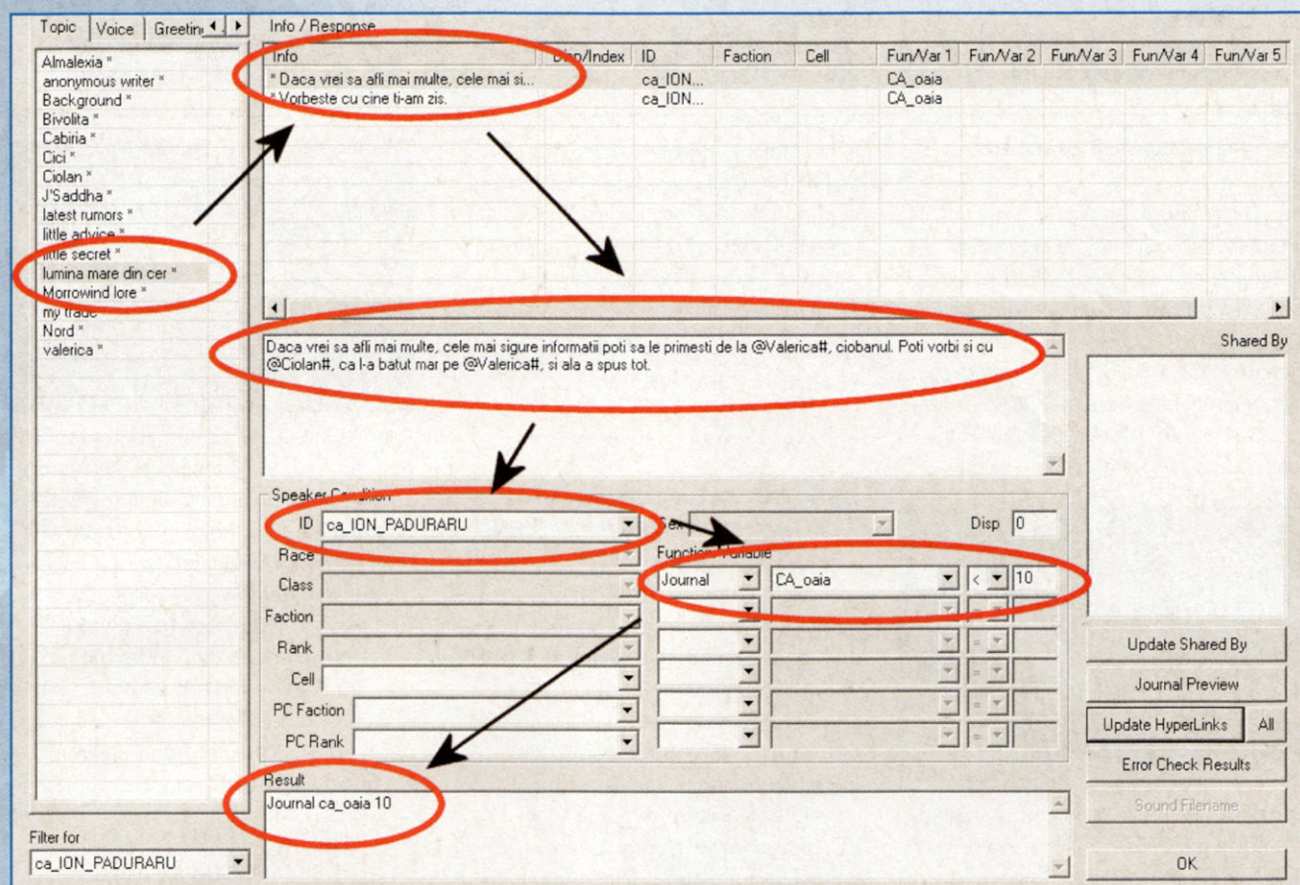 Topic Voice Greetin
Almalexia *
anonymous writer *
Background *
Bivolita *
Cabiria *
Cici *
Ciolan *
J'Saddha *
latest rumors *
little advice *
little secret *
lumina mare din cer *
Morrowind lore *
my trade
Nord *
valerica *
Filter for
ca_ION_PADURARU
Info / Response
Info Disp/Index ID Faction Cell Fun/Var 1 Fun/Var 2 Fun/Var 3 Fun/Var 4 Fun/Var 5
* Daca vrei sa afli mai multe, cele mai si... ca_ION... CA_oaia
* Vorbeste cu cine ti-am zis. ca_ION... CA_oaia
Daca vrei sa afli mai multe, cele mai sigure informatii poti sa le primesti de la @Valerica#, ciobanul. Poti vorbi si cu
@Ciolan#, ca l-a batut mar pe @Valerica#, si ala a spus tot.
Shared By
Speaker Condition
ID ca_ION_PADURARU Sex Disp 0
Race Function/Variable
Class Journal CA_oaia < 10
Faction =
Rank =
Cell =
PC Faction =
PC Rank =
Result
Journal ca_oaia 10
Update Shared By
Journal Preview
Update HyperLinks All
Error Check Results
Sound Filename
OK